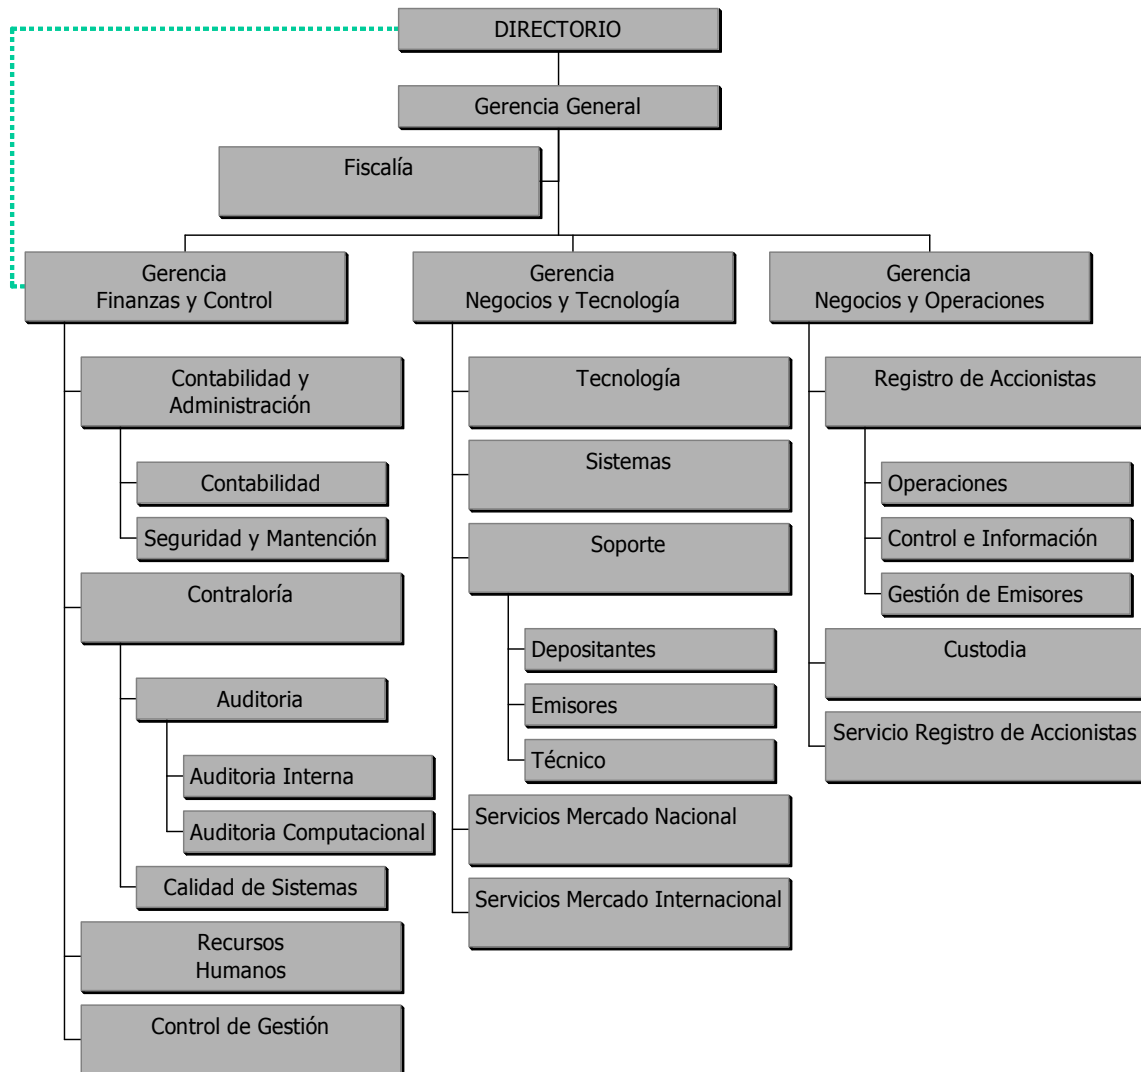 DIRECTORIO
Gerencia General
Fiscalía
Gerencia
Finanzas y Control
Gerencia
Negocios y Tecnología
Gerencia
Negocios y Operaciones
Contabilidad y
Administración
Contabilidad
Seguridad y Mantención
Contraloría
Auditoria
Auditoria Interna
Auditoria Computacional
Calidad de Sistemas
Recursos
Humanos
Control de Gestión
Tecnología
Sistemas
Soporte
Depositantes
Emisores
Técnico
Servicios Mercado Nacional
Servicios Mercado Internacional
Registro de Accionistas
Operaciones
Control e Información
Gestión de Emisores
Custodia
Servicio Registro de Accionistas